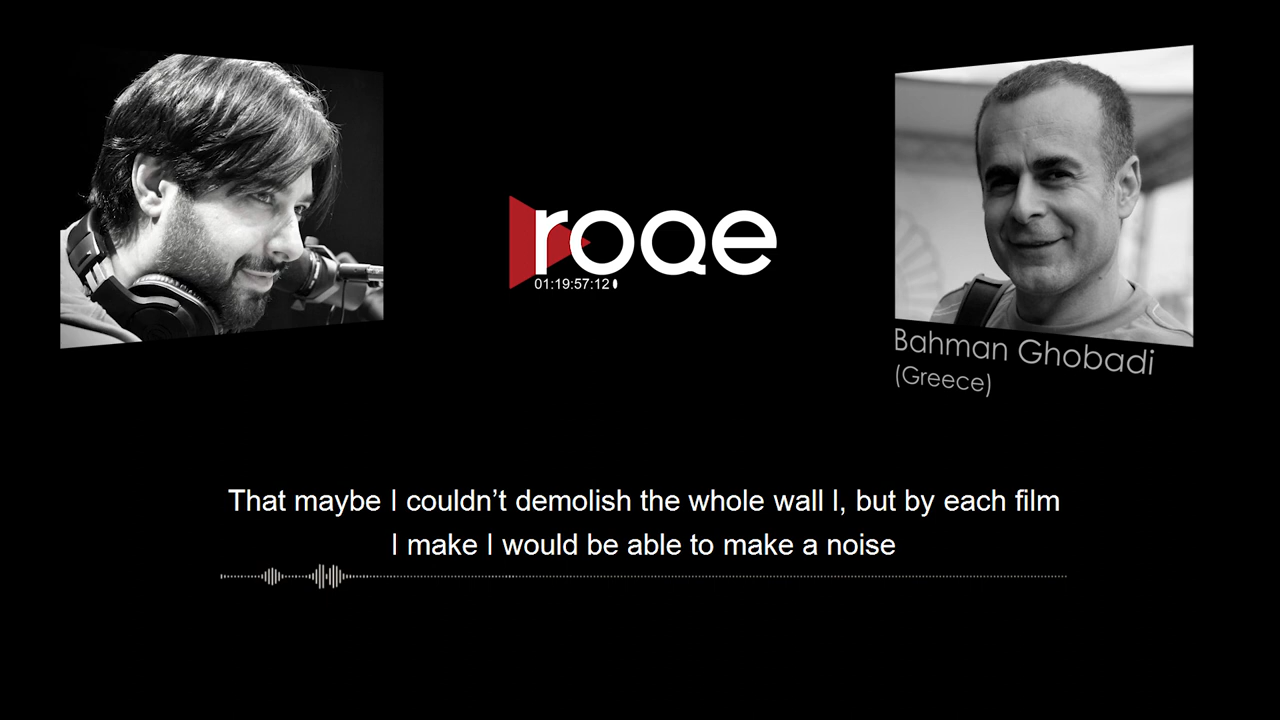 roqe
01:19:57:12
Bahman Ghobadi
(Greece)
That maybe I couldn’t demolish the whole wall I, but by each film
I make I would be able to make a noise